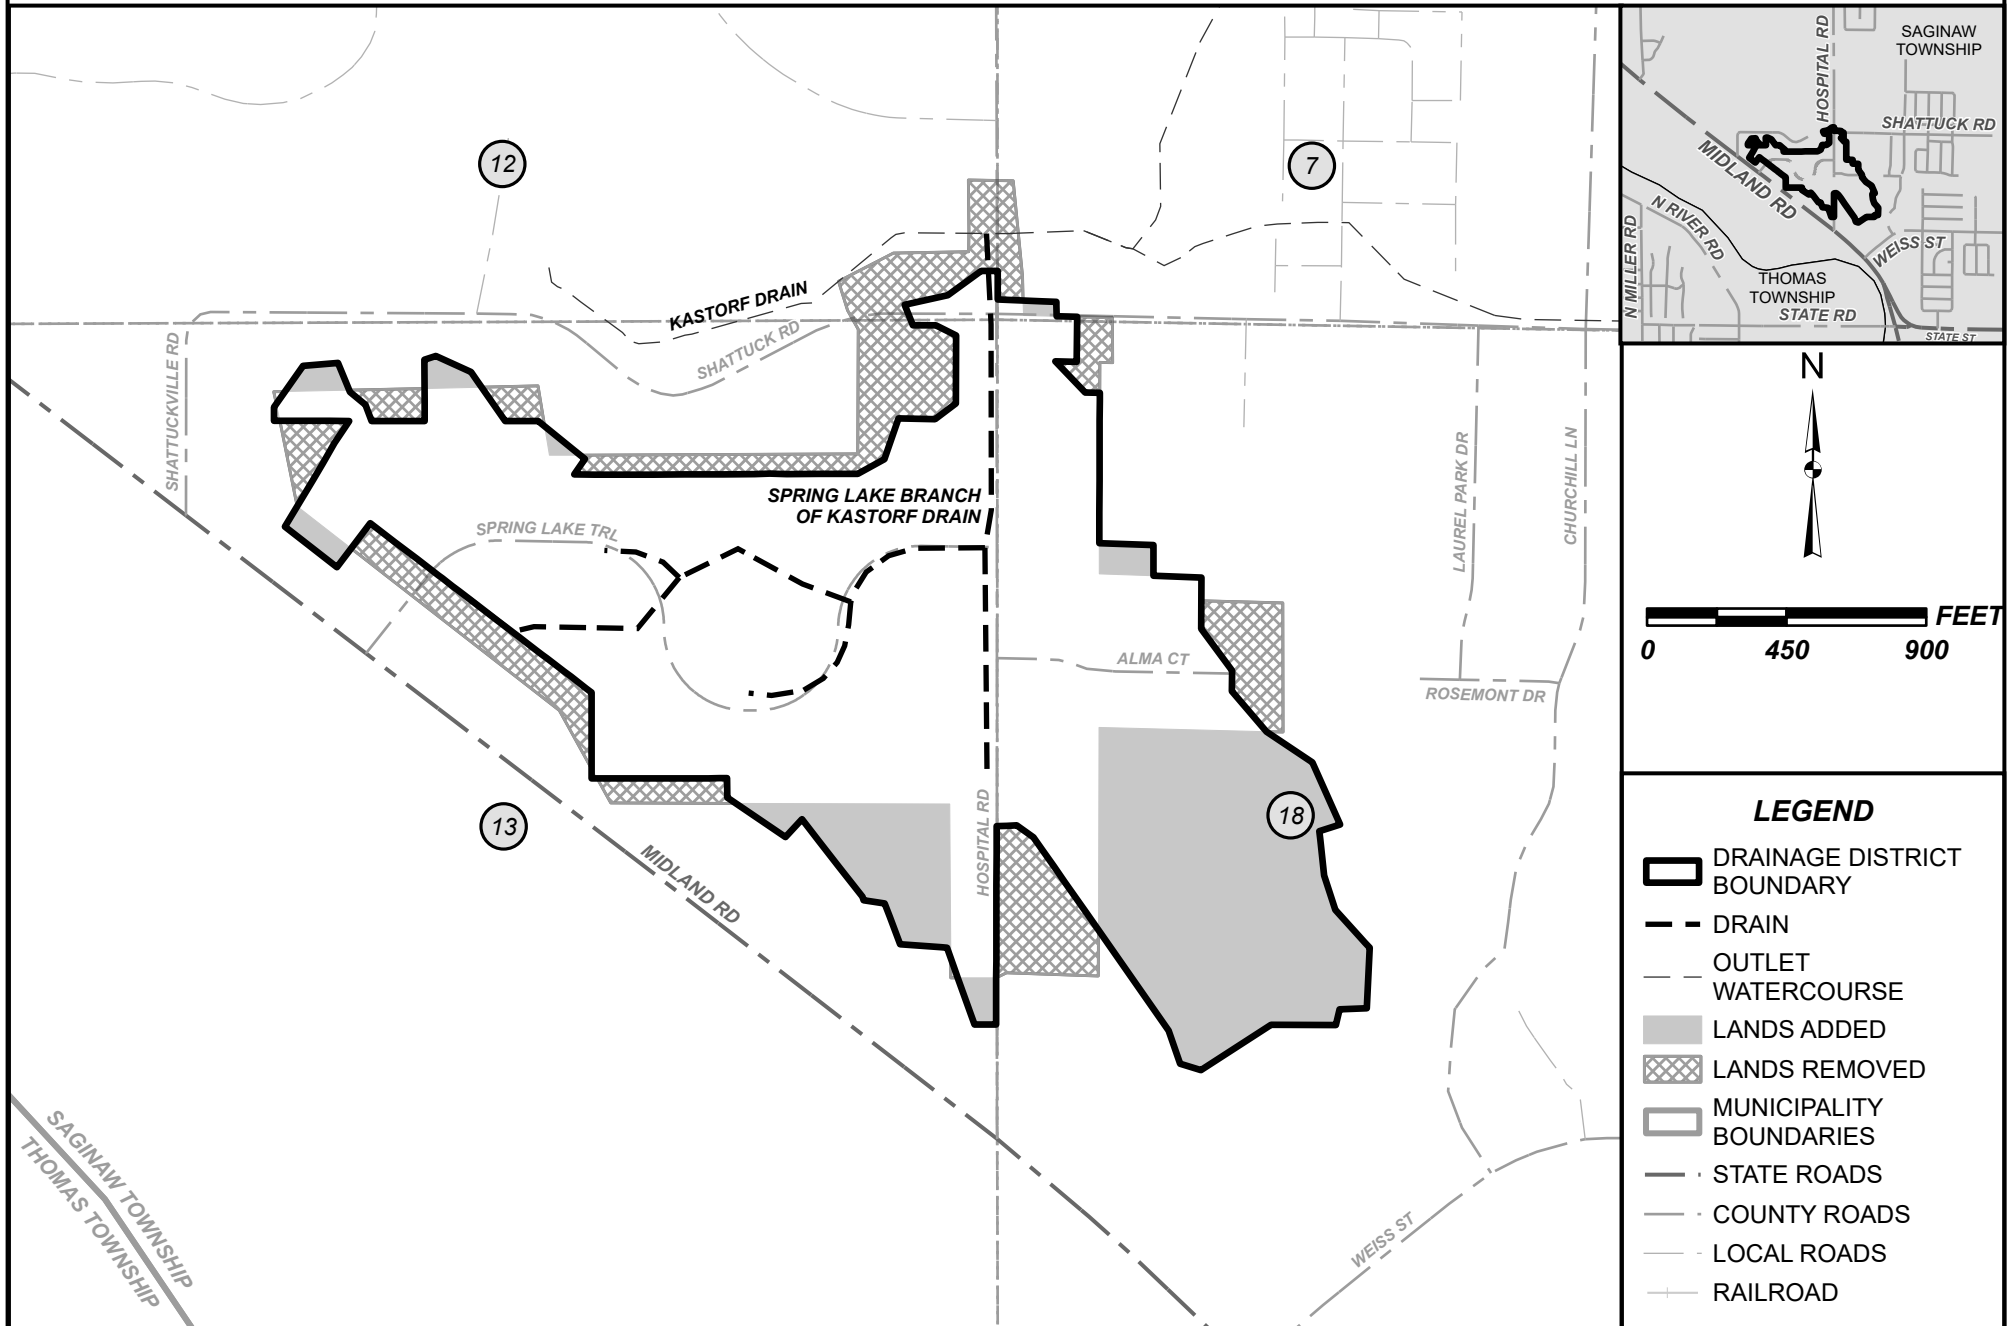 12
7
KASTORF DRAIN
SHATTUCK RD
SHATTUCKVILLE RD
SPRING LAKE BRANCH
OF KASTORF DRAIN
SPRING LAKE TRL
LAUREL PARK DR
CHURCHILL LN
ALMA CT
ROSEMONT DR
HOSPITAL RD
13
18
MIDLAND RD
WEISS ST
SAGINAW TOWNSHIP
THOMAS TOWNSHIP
HOSPITAL RD
SAGINAW
TOWNSHIP
SHATTUCK RD
MIDLAND RD
N RIVER RD
N MILLER RD
WEISS ST
THOMAS
TOWNSHIP
STATE RD
STATE ST
N
FEET
0 450 900
LEGEND
DRAINAGE DISTRICT
BOUNDARY
DRAIN
OUTLET
WATERCOURSE
LANDS ADDED
LANDS REMOVED
MUNICIPALITY
BOUNDARIES
STATE ROADS
COUNTY ROADS
LOCAL ROADS
RAILROAD